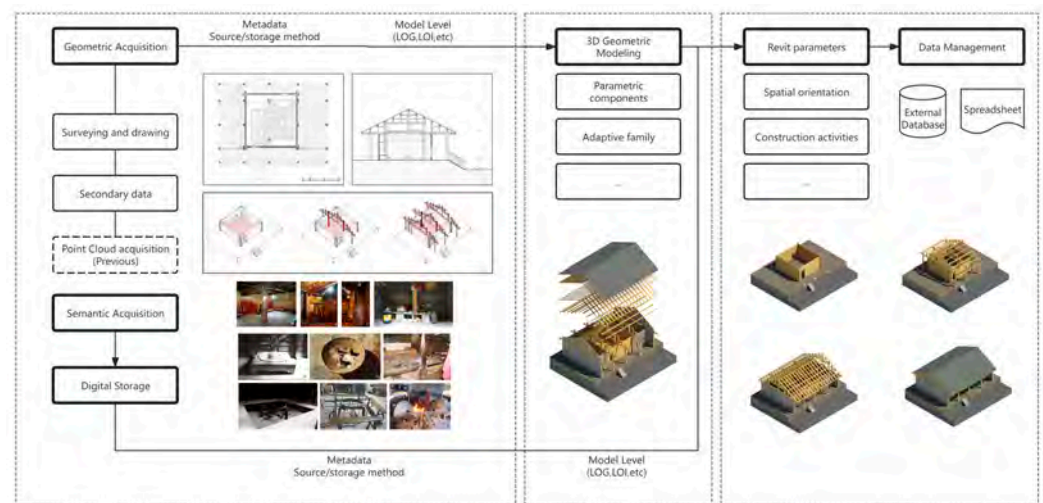 Metadata
Source/storage method
Model Level
(LOG,LOI,etc)
Geometric Acquisition
3D Geometric
Modeling
Revit parameters
Data Management
Parametric
components
Spatial orientation
External
Database
Spreadsheet
Surveying and drawing
Adaptive family
Construction activities
Secondary data
...
...
Point Cloud acquisition
(Previous)
Semantic Acquisition
Digital Storage
Metadata
Source/storage method
Model Level
(LOG,LOI,etc)